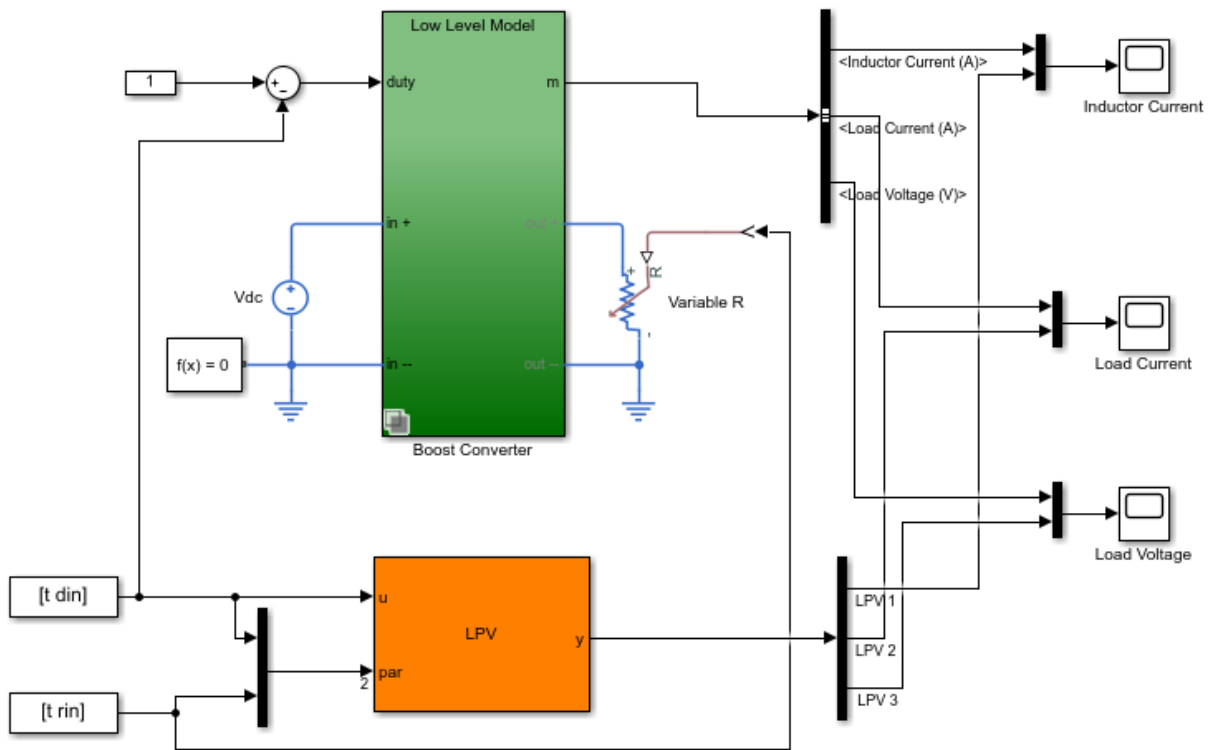 Low Level Model
1
+
−
duty
m
<Inductor Current (A)>
Inductor Current
<Load Current (A)>
<Load Voltage (V)>
in +
out +
Vdc
+
−
+
R
Variable R
-
f(x) = 0
in --
out --
Load Current
Boost Converter
Load Voltage
[t din]
u
LPV
y
LPV 1
LPV 2
par
2
LPV 3
[t rin]